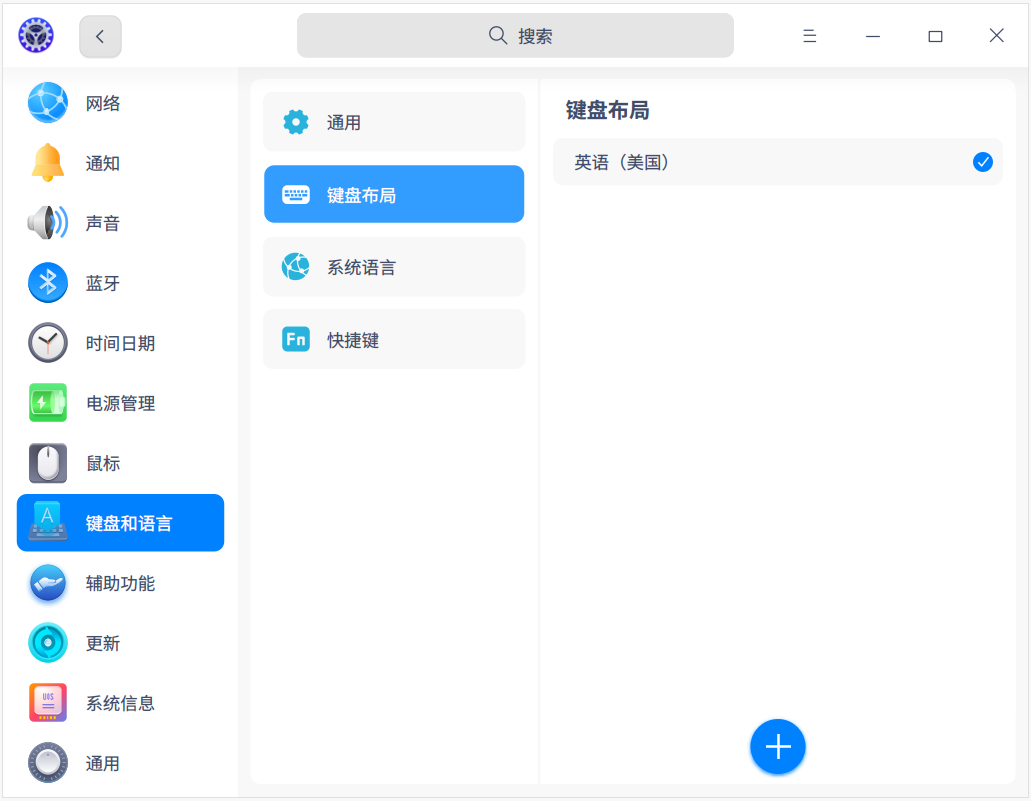 搜索
网络
通知
声音
蓝牙
时间日期
电源管理
鼠标
键盘和语言
辅助功能
更新
系统信息
通用
通用
键盘布局
系统语言
Fn
快捷键
键盘布局
英语（美国）